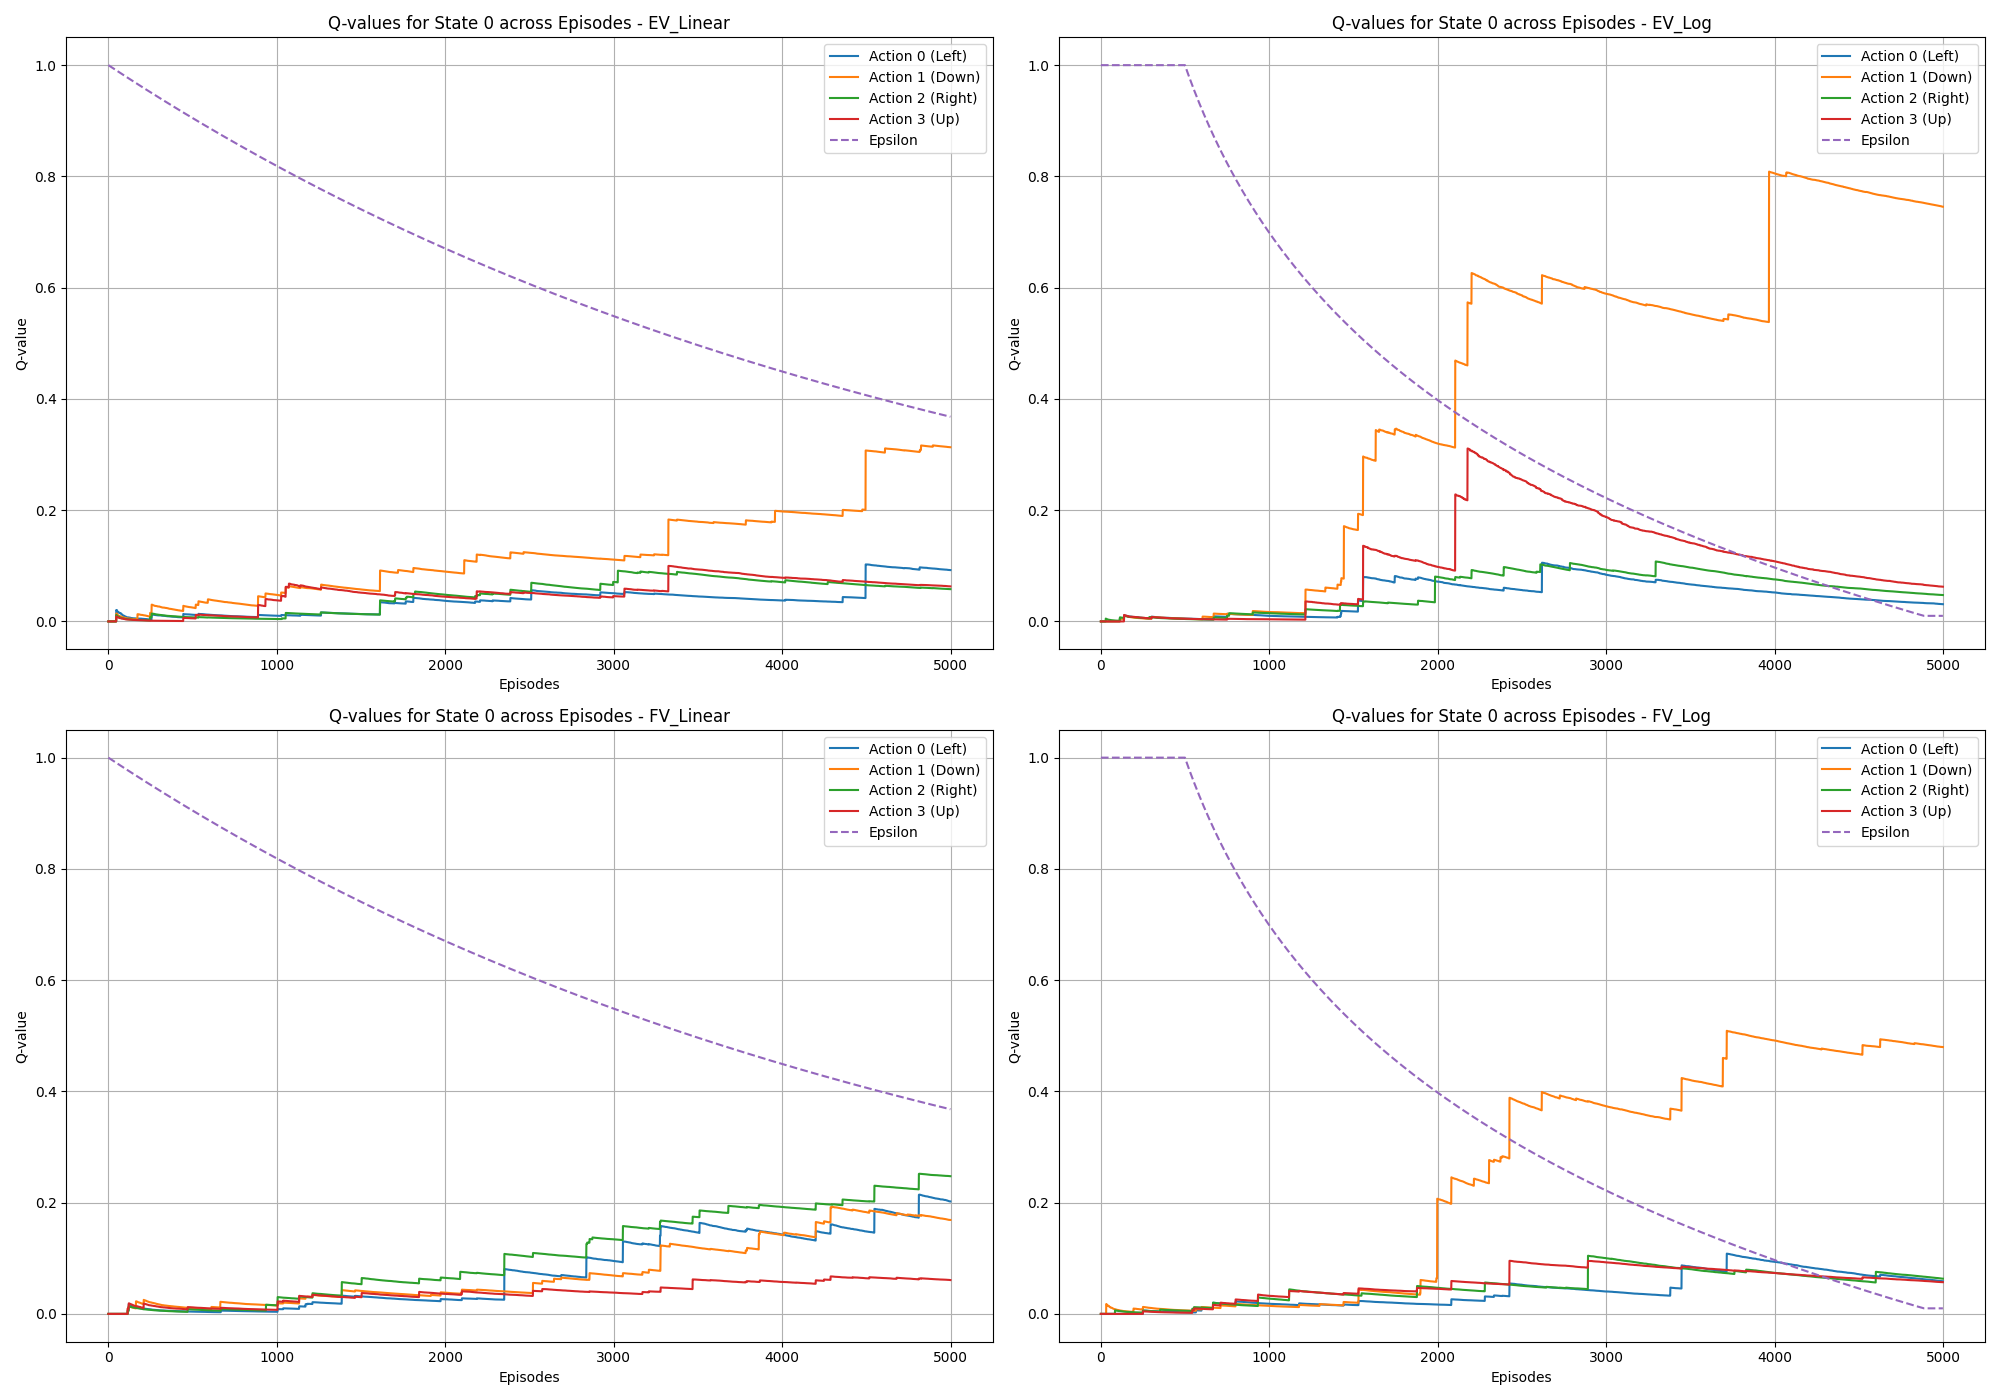 Q-values for State 0 across Episodes - EV_Linear
Q-value
1.0
0.8
0.6
0.4
0.2
0.0
Action 0 (Left)
Action 1 (Down)
Action 2 (Right)
Action 3 (Up)
Epsilon
0 1000 2000 3000 4000 5000
Episodes
Q-values for State 0 across Episodes - EV_Log
Q-value
1.0
0.8
0.6
0.4
0.2
0.0
Action 0 (Left)
Action 1 (Down)
Action 2 (Right)
Action 3 (Up)
Epsilon
0 1000 2000 3000 4000 5000
Episodes
Q-values for State 0 across Episodes - FV_Linear
Q-value
1.0
0.8
0.6
0.4
0.2
0.0
Action 0 (Left)
Action 1 (Down)
Action 2 (Right)
Action 3 (Up)
Epsilon
0 1000 2000 3000 4000 5000
Episodes
Q-values for State 0 across Episodes - FV_Log
Q-value
1.0
0.8
0.6
0.4
0.2
0.0
Action 0 (Left)
Action 1 (Down)
Action 2 (Right)
Action 3 (Up)
Epsilon
0 1000 2000 3000 4000 5000
Episodes